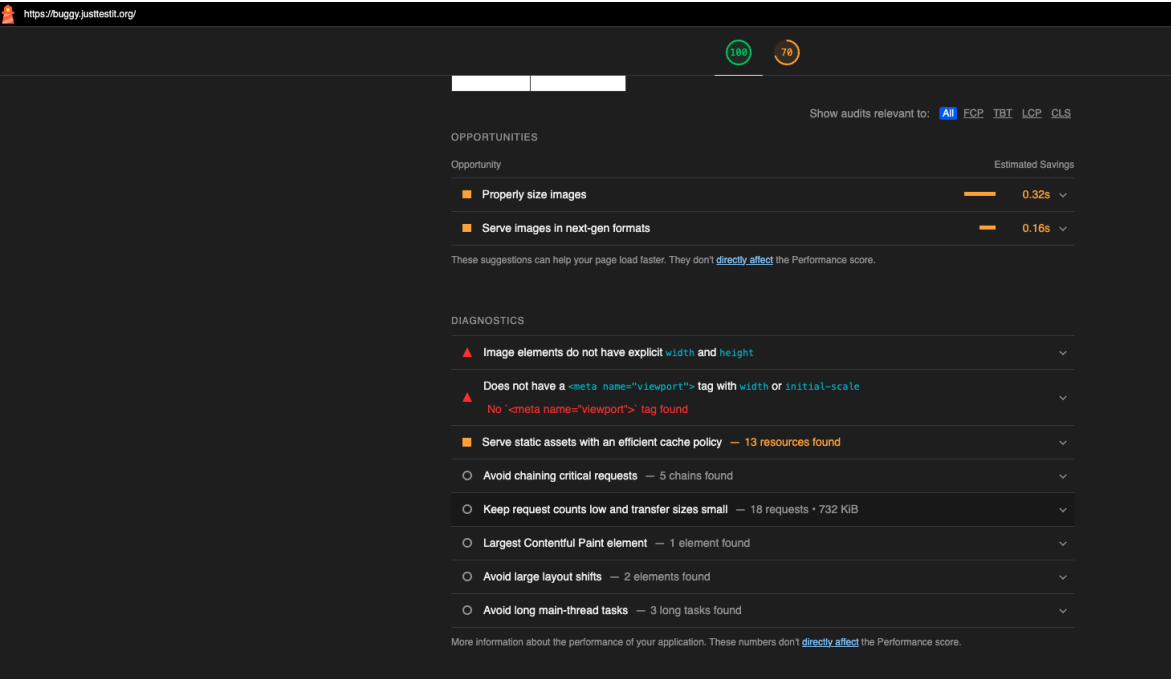 https://buggy.justtestit.org/
100 70
Show audits relevant to: All FCP TBT LCP CLS
OPPORTUNITIES
Opportunity Estimated Savings
Properly size images 0.32s
Serve images in next-gen formats 0.16s
These suggestions can help your page load faster. They don't directly affect the Performance score.
DIAGNOSTICS
Image elements do not have explicit width and height
Does not have a <meta name="viewport"> tag with width or initial-scale
No `<meta name="viewport">` tag found
Serve static assets with an efficient cache policy — 13 resources found
Avoid chaining critical requests — 5 chains found
Keep request counts low and transfer sizes small — 18 requests • 732 KiB
Largest Contentful Paint element — 1 element found
Avoid large layout shifts — 2 elements found
Avoid long main-thread tasks — 3 long tasks found
More information about the performance of your application. These numbers don't directly affect the Performance score.